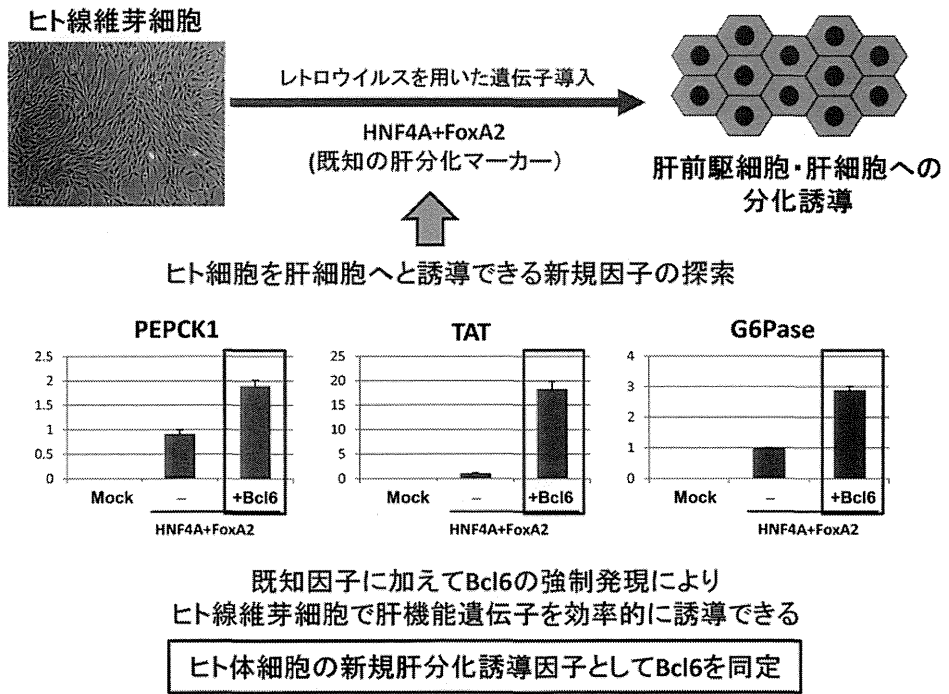 ヒト線維芽細胞
レトロウイルスを用いた遺伝子導入
HNF4A+FoxA2
(既知の肝分化マーカー)
肝前駆細胞・肝細胞への
分化誘導
ヒト細胞を肝細胞へと誘導できる新規因子の探索
PEPCK1
2.5
2
1.5
1
0.5
0
Mock – +Bcl6
HNF4A+FoxA2
TAT
25
20
15
10
5
0
Mock – +Bcl6
HNF4A+FoxA2
G6Pase
4
3
2
1
0
Mock – +Bcl6
HNF4A+FoxA2
既知因子に加えてBcl6の強制発現により
ヒト線維芽細胞で肝機能遺伝子を効率的に誘導できる
ヒト体細胞の新規肝分化誘導因子としてBcl6を同定